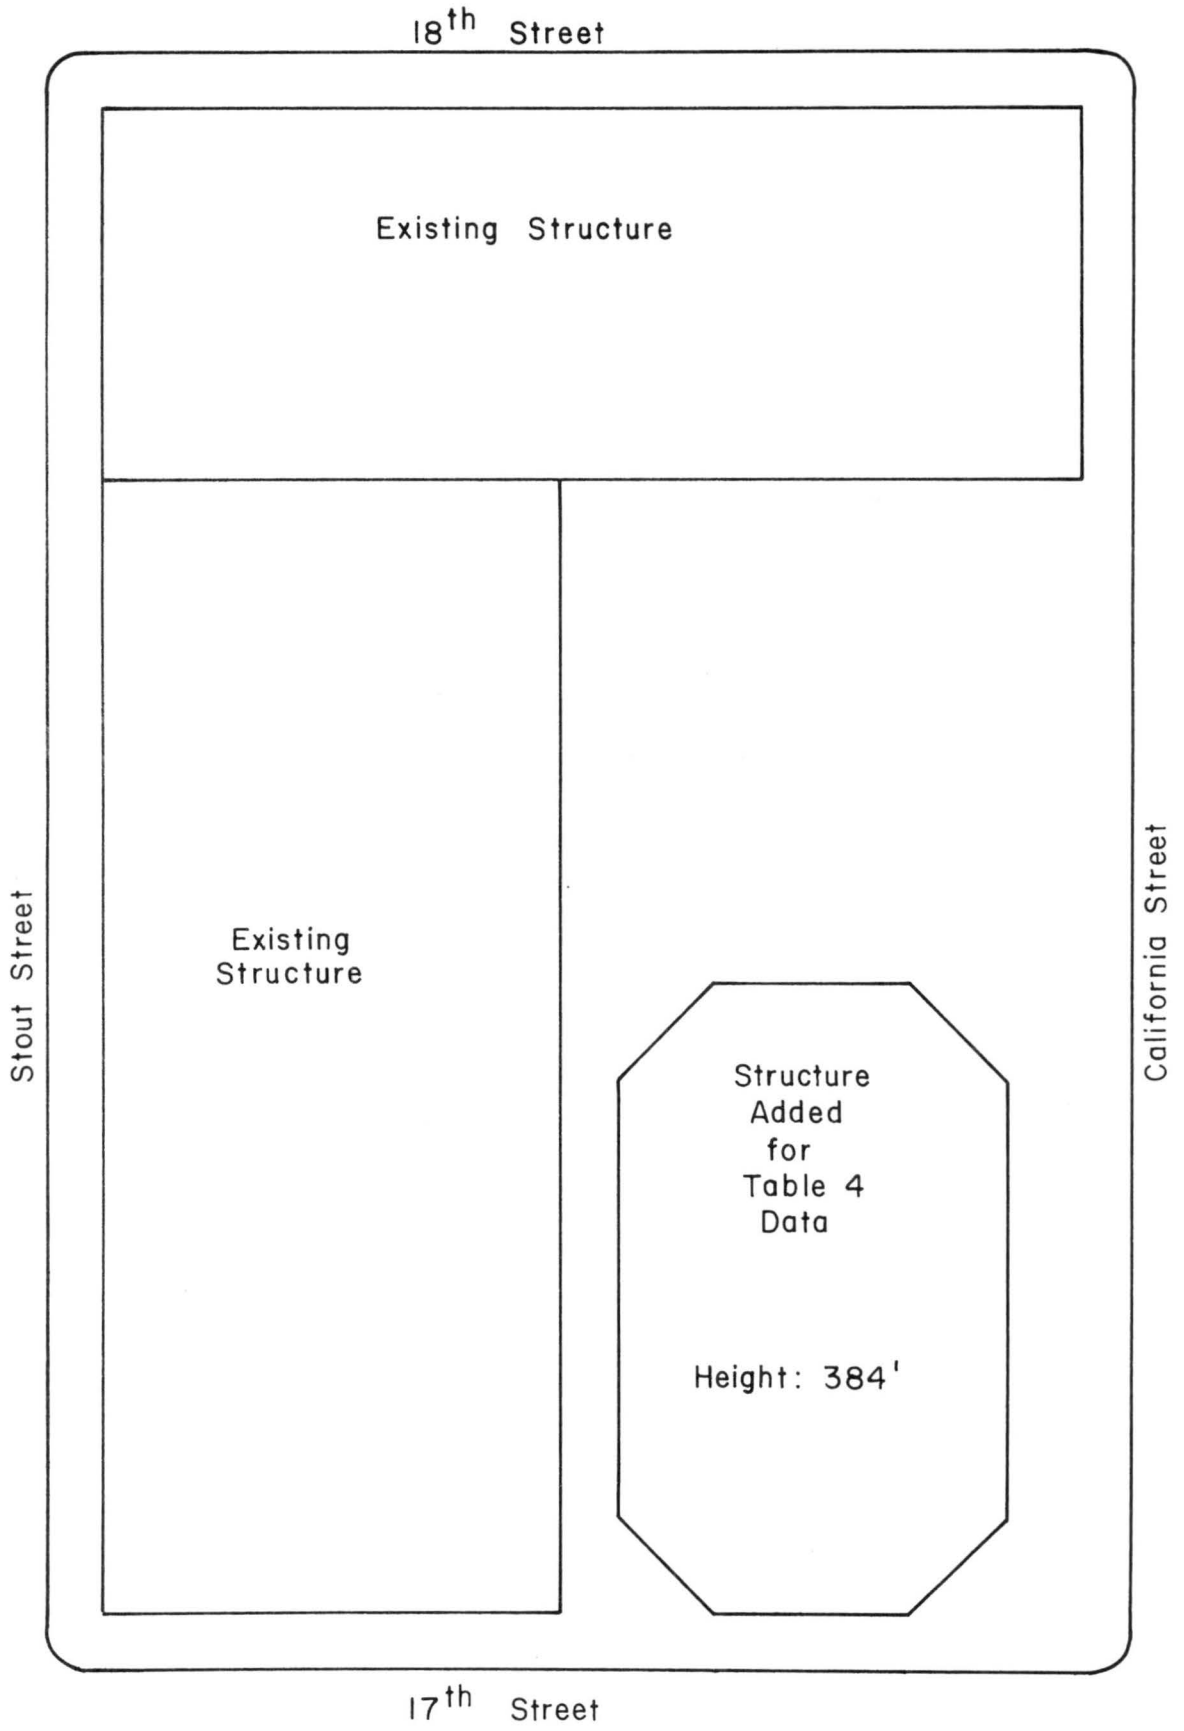 18th Street
Existing Structure
Stout Street
Existing
Structure
California Street
Structure
Added
for
Table 4
Data
Height: 384'
17th Street